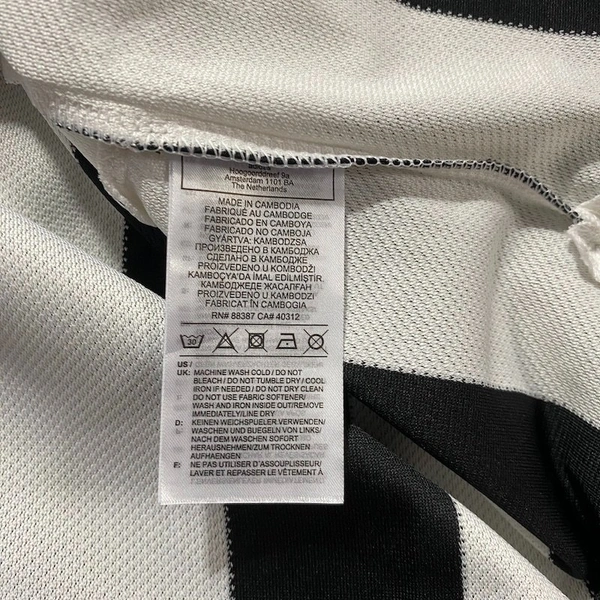 Hoogoorddreef 9a
Amsterdam 1101 BA
The Netherlands
MADE IN CAMBODIA
FABRIQUÉ AU CAMBODGE
FABRICADO EN CAMBOYA
FABRICADO NO CAMBOJA
GYÁRTVA: KAMBODZSA
ПРОИЗВЕДЕНО В КАМБОДЖА
СДЕЛАНО В КАМБОДЖЕ
PROIZVEDENO U KOMBODŽI
KAMBOÇYA'DA İMAL EDİLMİŞTİR.
КАМБОДЖЕДЕ ЖАСАЛҒАН
PROIZVEDENO U KAMBODŽI
FABRICAT ÎN CAMBOGIA
RN# 88387 CA# 40312
30
US /
UK: MACHINE WASH COLD / DO NOT
BLEACH / DO NOT TUMBLE DRY / COOL
IRON IF NEEDED / DO NOT DRY CLEAN
DO NOT USE FABRIC SOFTENER/
WASH AND IRON INSIDE OUT/REMOVE
IMMEDIATELY/LINE DRY
D: KEINEN WEICHSPUELER VERWENDEN/
WASCHEN UND BUEGELN VON LINKS/
NACH DEM WASCHEN SOFORT
HERAUSNEHMEN/ZUM TROCKNEN
AUFHAENGEN
F: NE PAS UTILISER D'ASSOUPLISSEUR/
LAVER ET REPASSER LE VÊTEMENT À